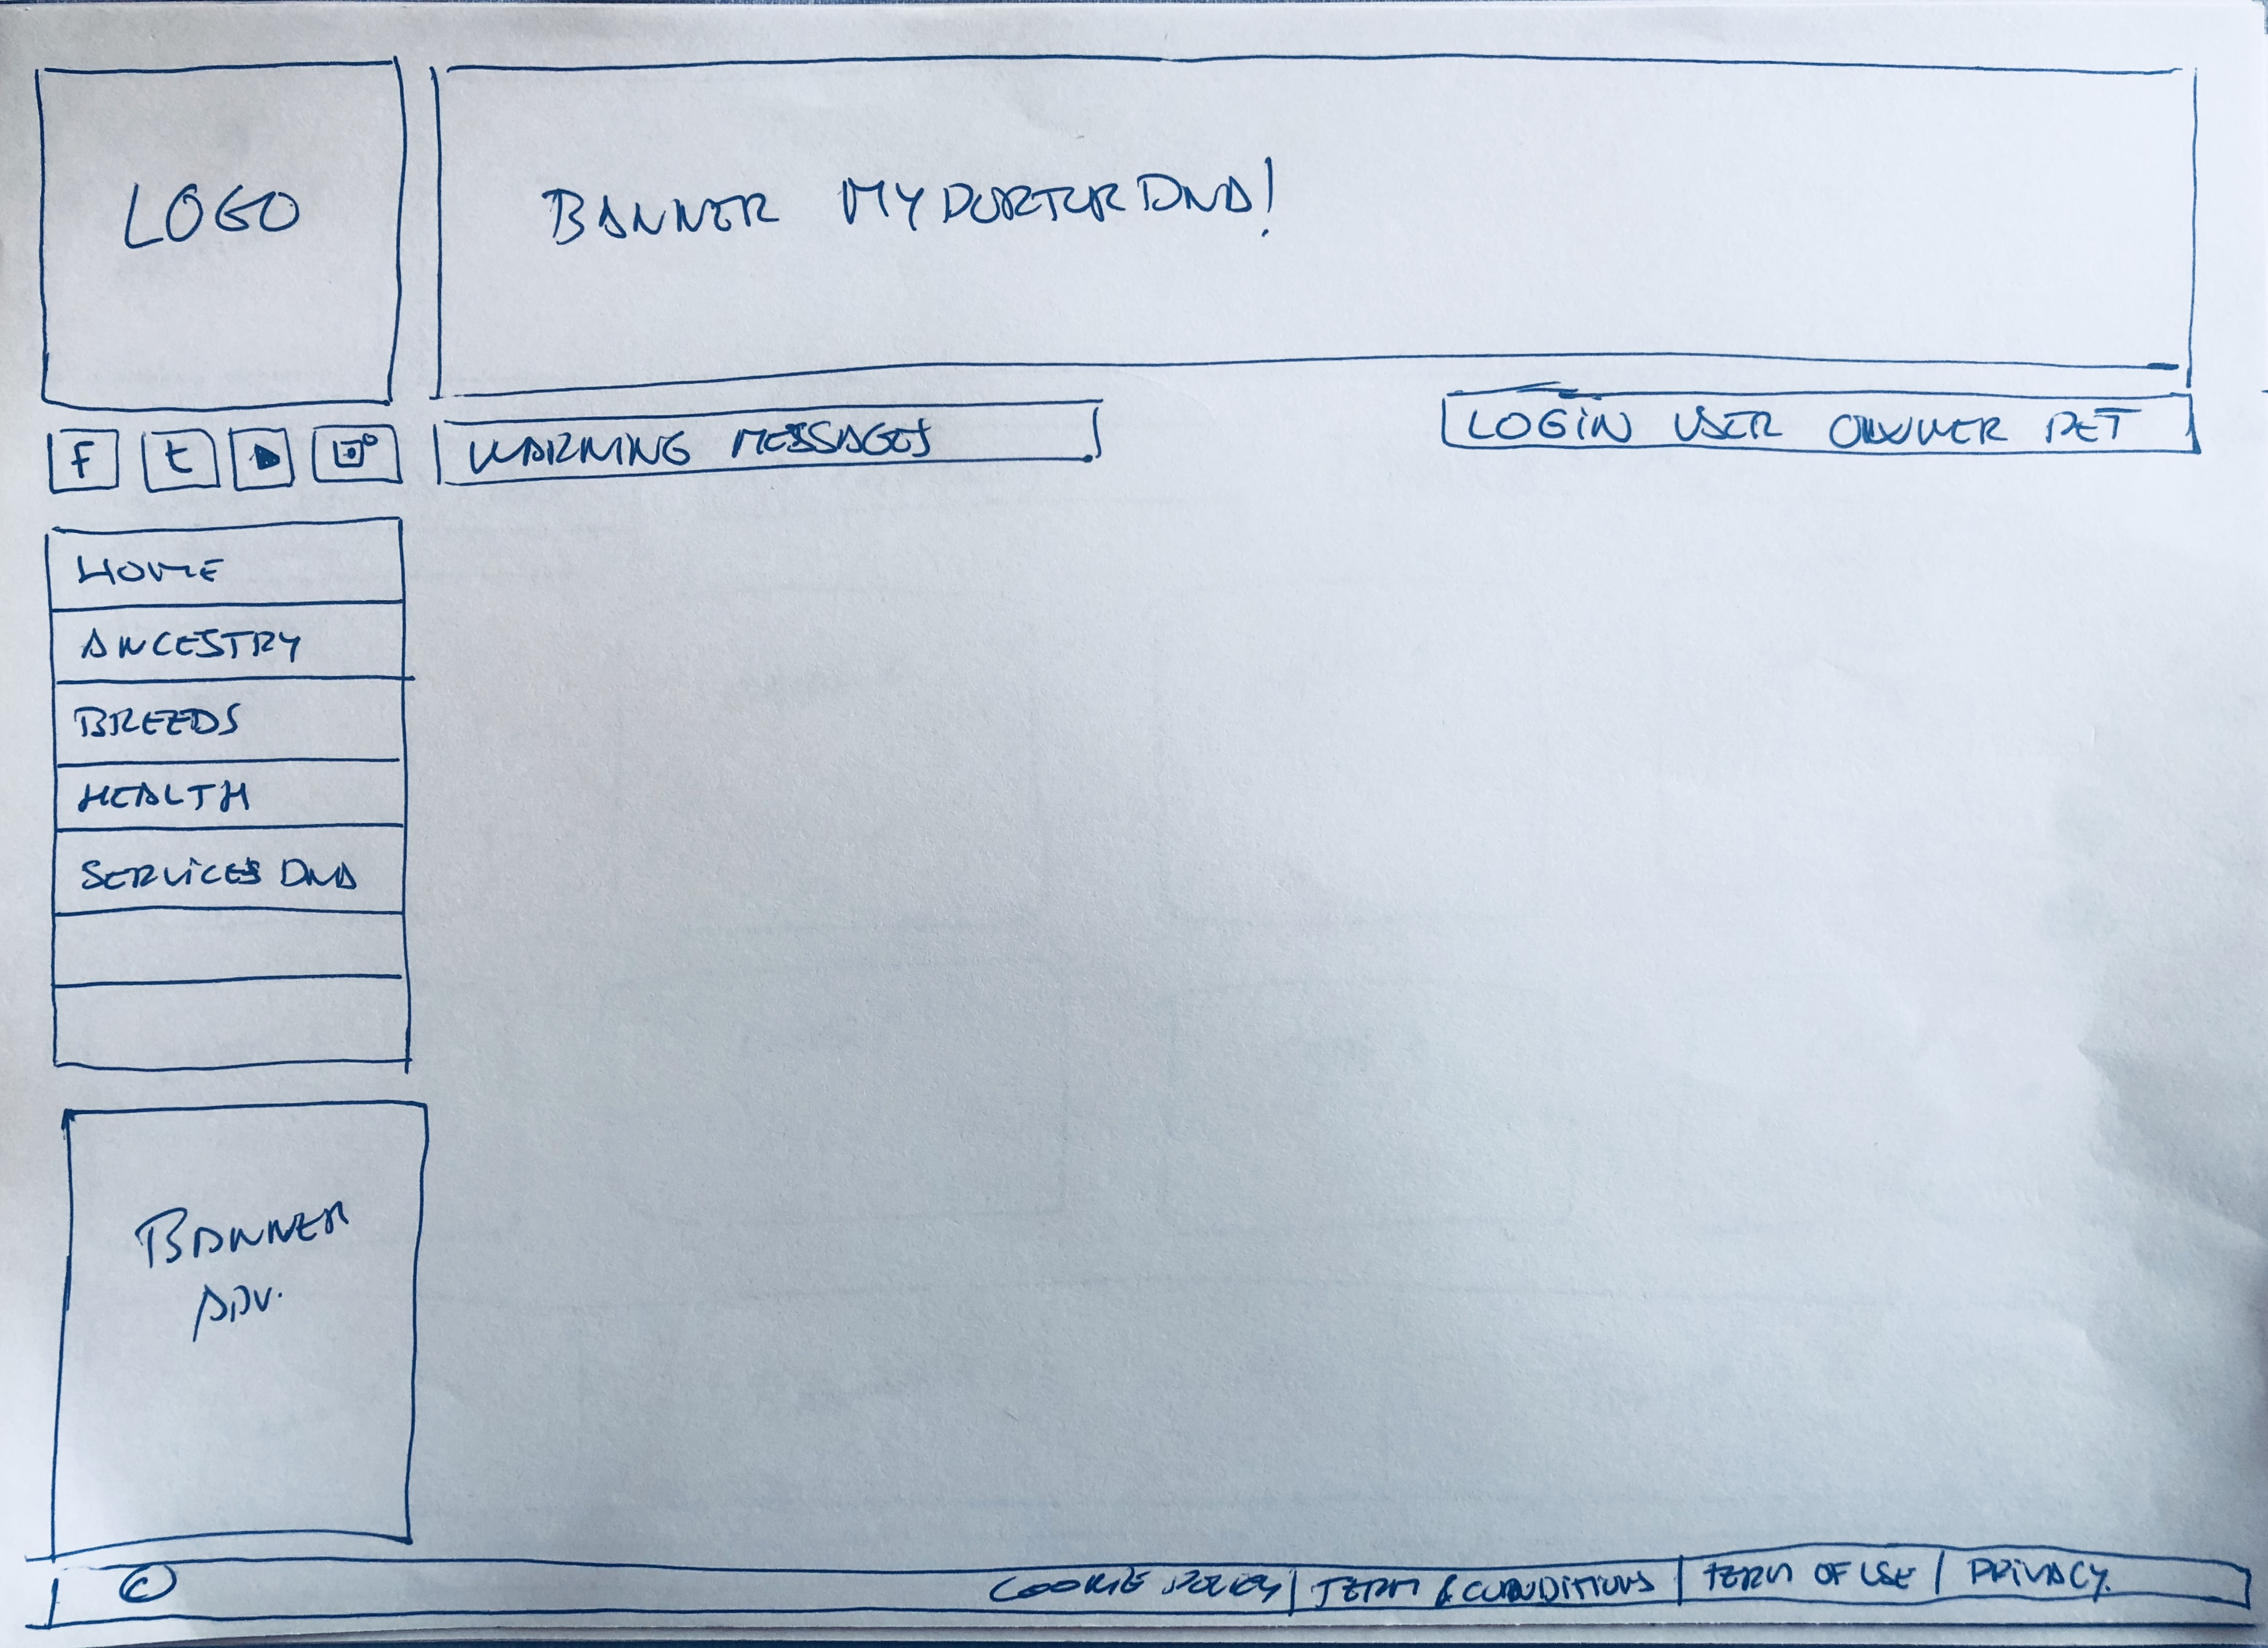 LOGO
BANNER MYDOKTORDNA!
f t
WARNING MESSAGES
LOGIN USER OWNER PET
HOME
ANCESTRY
BREEDS
HEALTH
SERVICES DNA
BANNER
ADV.
© COOKIE POLICY | TERM & CONDITIONS | TERM OF USE | PRIVACY.